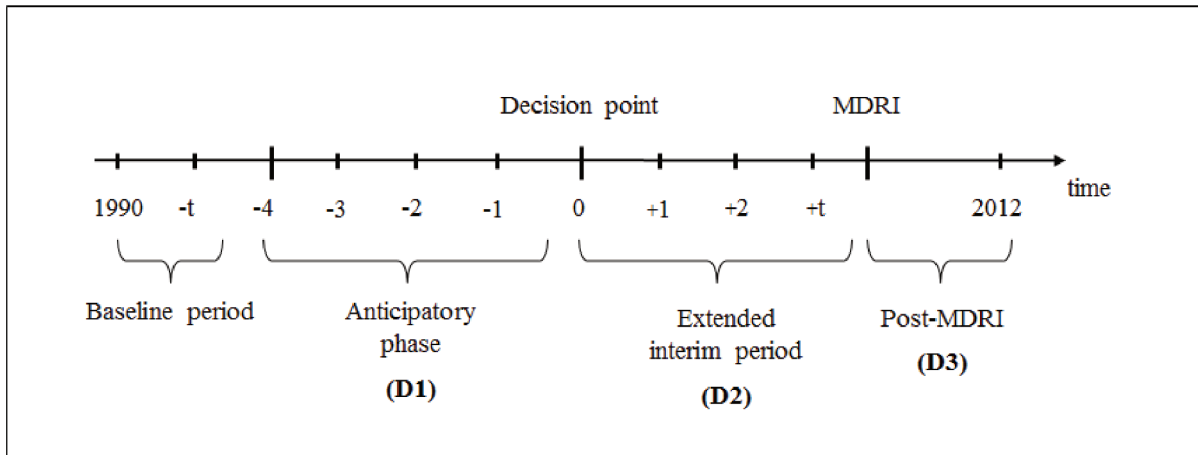 Decision point MDRI
time
1990 -t -4 -3 -2 -1 0 +1 +2 +t 2012
Baseline period
Anticipatory
phase
(D1)
Extended
interim period
(D2)
Post-MDRI
(D3)